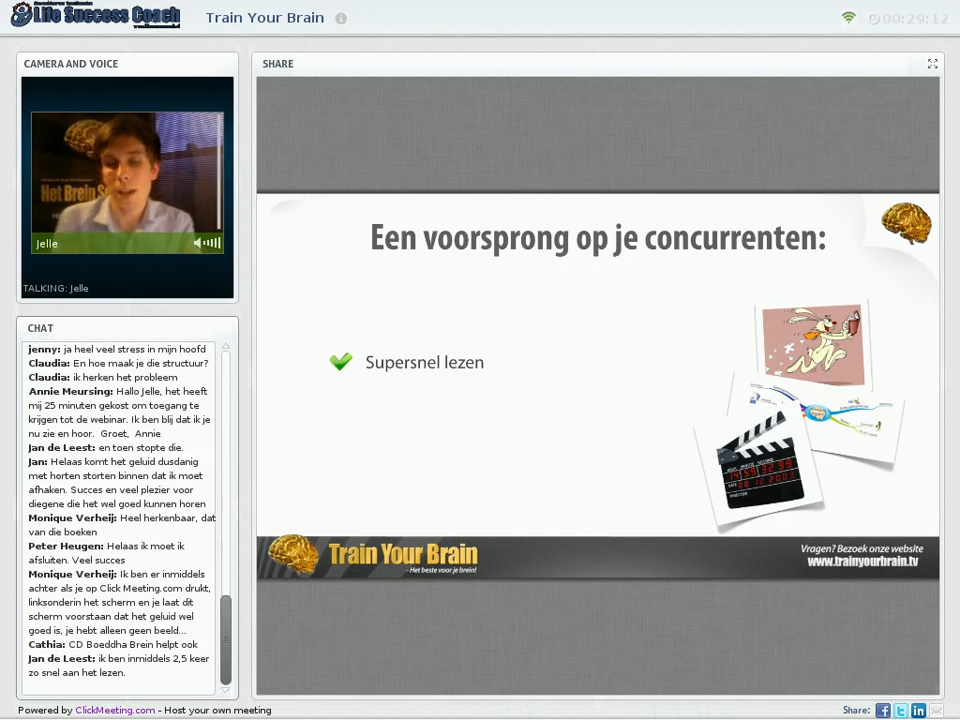 Life Success Coach
Train Your Brain
00:29:12
CAMERA AND VOICE
SHARE
Het Brein
Jelle
TALKING: Jelle
Een voorsprong op je concurrenten:
Supersnel lezen
Train Your Brain
- Het beste voor je brein!
Vragen? Bezoek onze website
www.trainyourbrain.tv
CHAT
jenny: ja heel veel stress in mijn hoofd
Claudia: En hoe maak je die structuur?
Claudia: ik herken het probleem
Annie Meursing: Hallo Jelle, het heeft
mij 25 minuten gekost om toegang te
krijgen tot de webinar. Ik ben blij dat ik je
nu zie en hoor. Groet, Annie
Jan de Leest: en toen stopte die.
Jan: Helaas komt het geluid dusdanig
met horten storten binnen dat ik moet
afhaken. Succes en veel plezier voor
diegene die het wel goed kunnen horen
Monique Verheij: Heel herkenbaar, dat
van die boeken
Peter Heugen: Helaas ik moet ik
afsluiten. Veel succes
Monique Verheij: Ik ben er inmiddels
achter als je op Click Meeting.com drukt,
linksonderin het scherm en je laat dit
scherm voorstaan dat het geluid wel
goed is, je hebt alleen geen beeld...
Cathia: CD Boeddha Brein helpt ook
Jan de Leest: ik ben inmiddels 2,5 keer
zo snel aan het lezen.
Powered by ClickMeeting.com - Host your own meeting
Share: